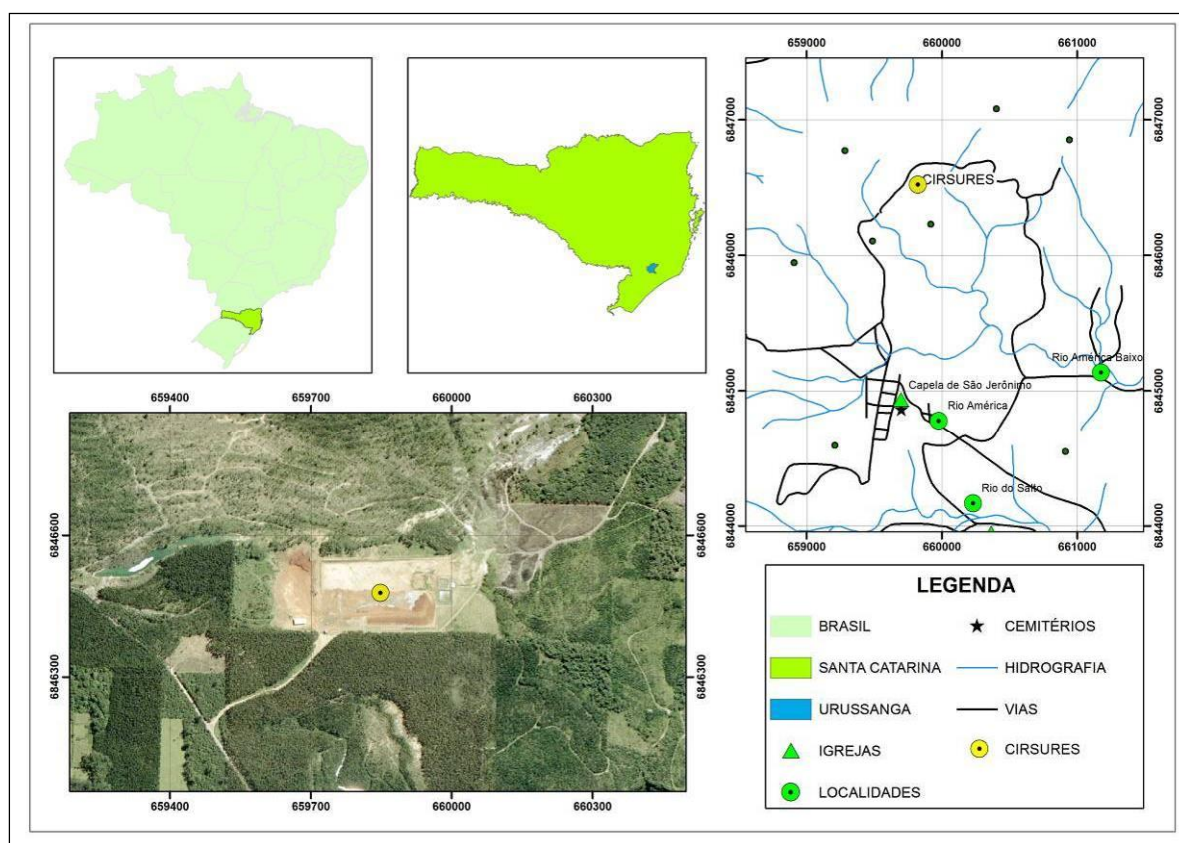 659000 660000 661000
6847000 6847000
CIRSURES
6846000 6846000
Rio América Baixo
6845000 6845000
Capela de São Jerônimo
Rio América
Rio do Salto
6844000 6844000
659000 660000 661000
659400 659700 660000 660300
6846600 6846600
6846300 6846300
659400 659700 660000 660300
LEGENDA
BRASIL
SANTA CATARINA
URUSSANGA
IGREJAS
LOCALIDADES
CEMITÉRIOS
HIDROGRAFIA
VIAS
CIRSURES